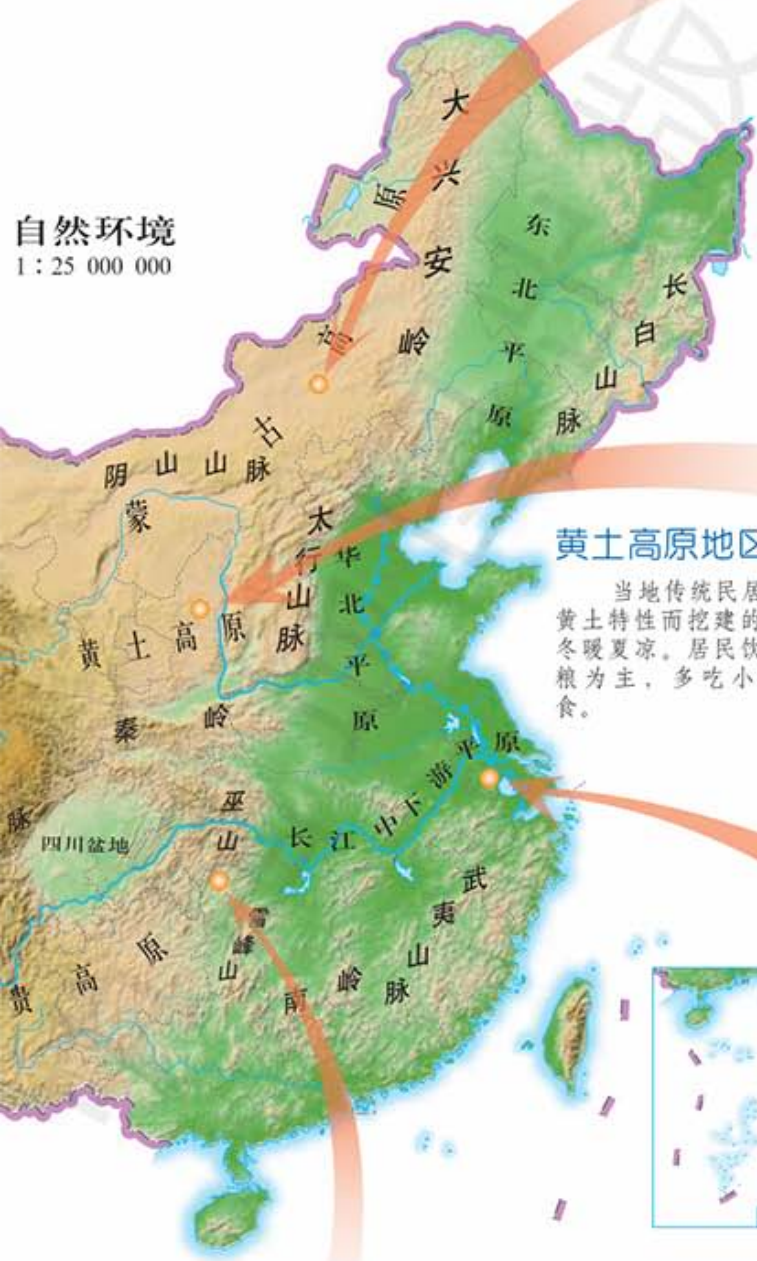 自然环境
1:25 000 000
大兴安岭
东北平原
长白山脉
阴山山脉
蒙古高原
太行山脉
华北平原
黄土高原
秦岭
巫山
四川盆地
脉
长江中下游平原
雪峰山
武夷山脉
南岭
贵高原
黄土高原地区
当地传统民居
黄土特性而挖建的
冬暖夏凉。居民饮
粮为主，多吃小
食。
版